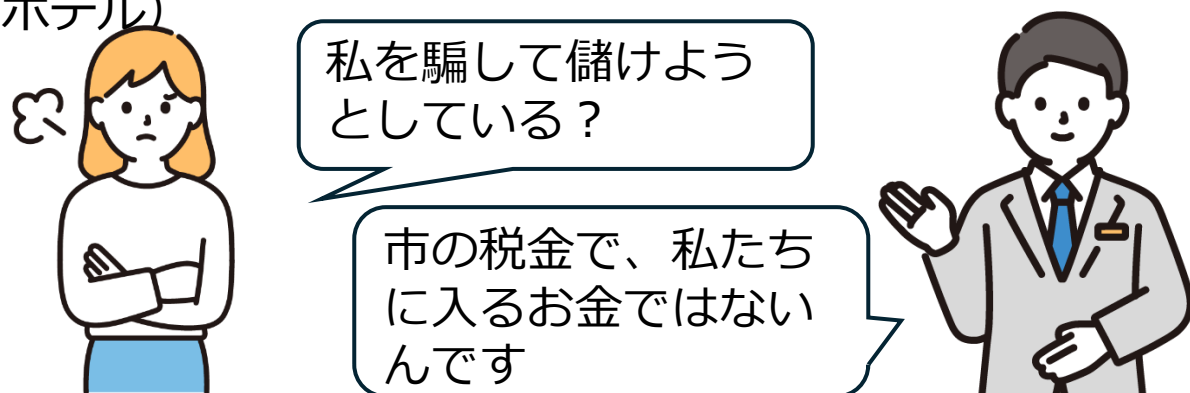 ホテル）
私を騙して儲けよう
としている？
市の税金で、私たち
に入るお金ではない
んです